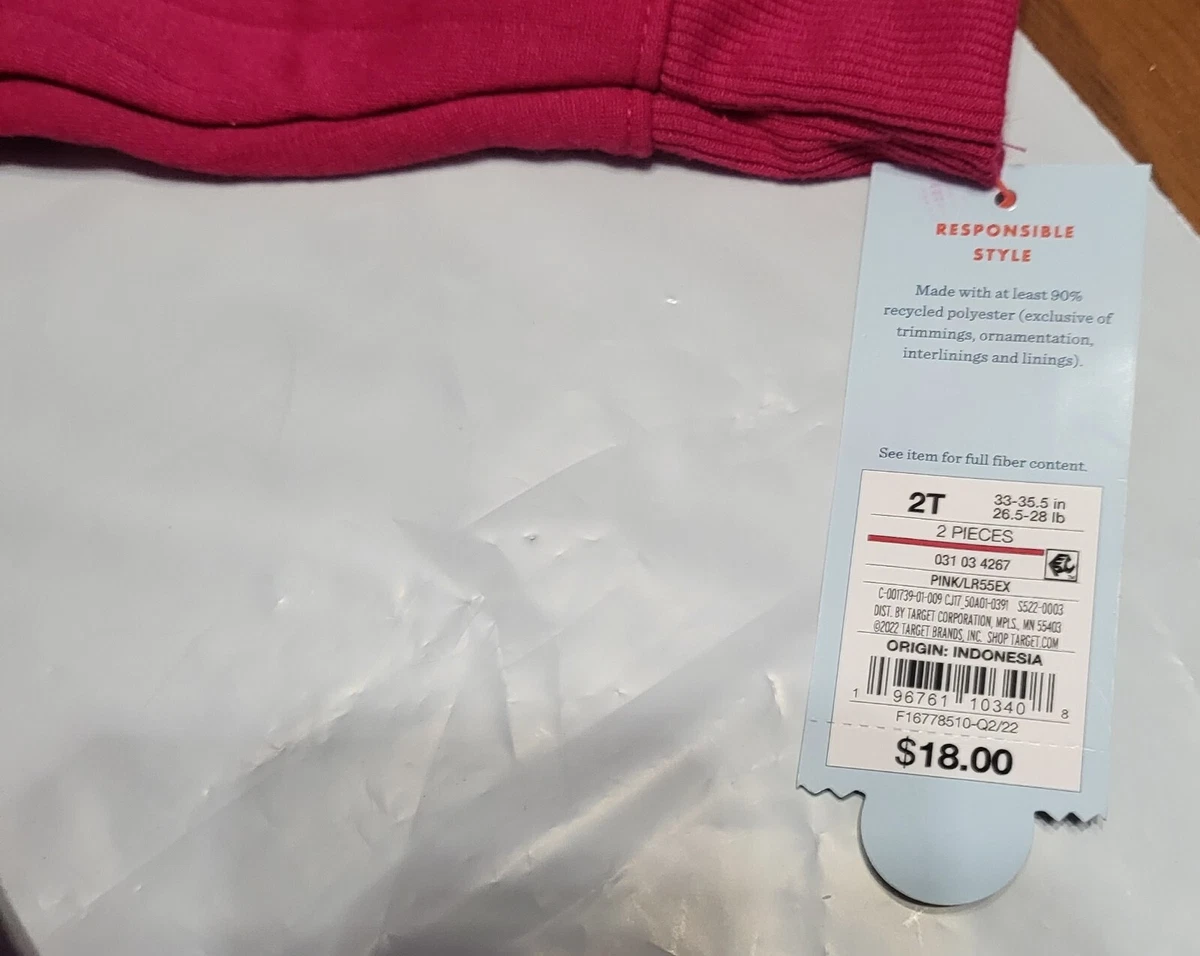 RESPONSIBLE
STYLE
Made with at least 90%
recycled polyester (exclusive of
trimmings, ornamentation,
interlinings and linings).
See item for full fiber content.
2T
33-35.5 in
26.5-28 lb
2 PIECES
031 03 4267
PINK/LR55EX
C-001739-01-009 CJ17_50A01-0391 S522-0003
DIST. BY TARGET CORPORATION, MPLS., MN 55403
©2022 TARGET BRANDS, INC. SHOP TARGET.COM
ORIGIN: INDONESIA
1 96761 10340 8
F16778510-Q2/22
$18.00